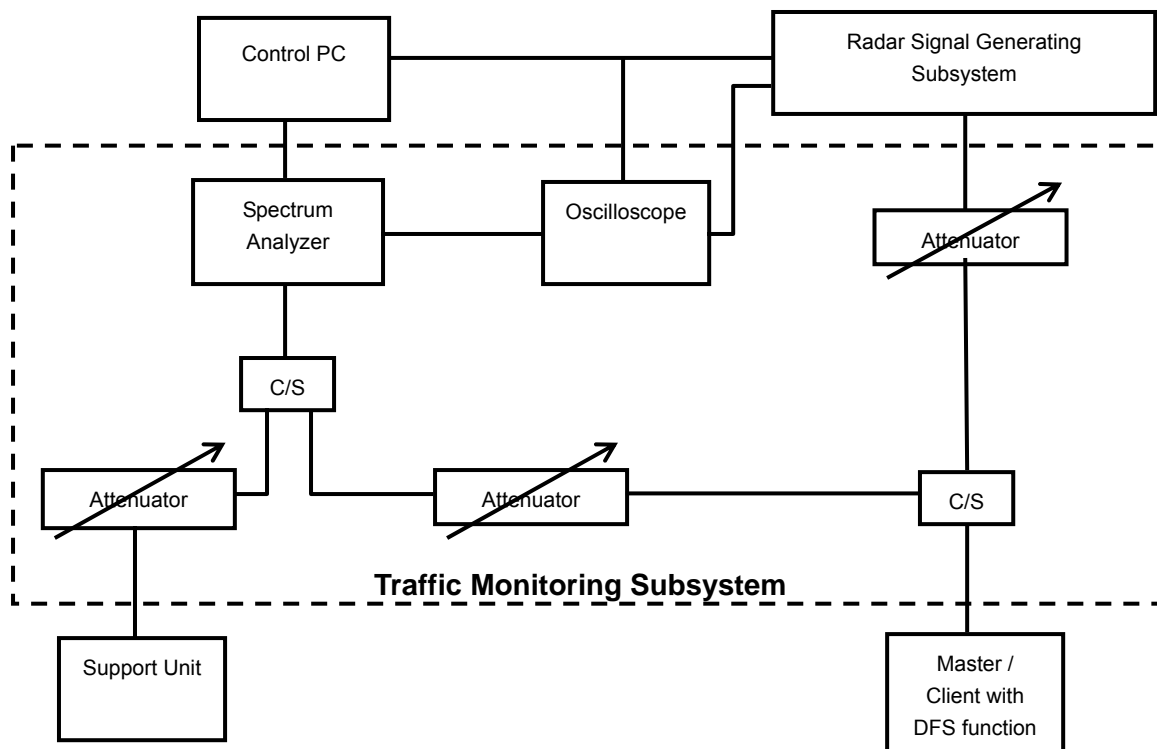 Control PC
Radar Signal Generating
Subsystem
Spectrum
Analyzer
Oscilloscope
Attenuator
C/S
Attenuator
Attenuator
C/S
Traffic Monitoring Subsystem
Support Unit
Master /
Client with
DFS function